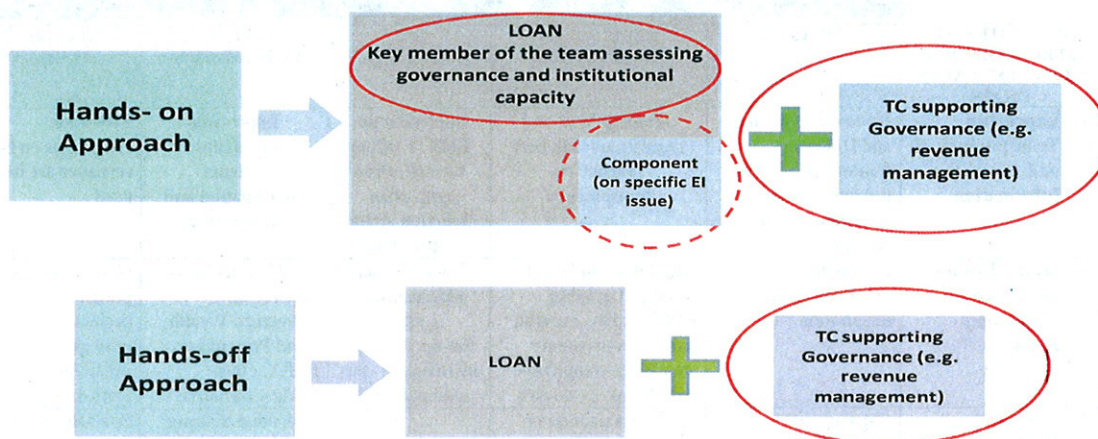 LOAN
Key member of the team assessing
governance and institutional
capacity
Hands- on
Approach
TC supporting
Governance (e.g.
revenue
management)
Component
(on specific EI
issue)
Hands-off
Approach
LOAN
TC supporting
Governance (e.g.
revenue
management)